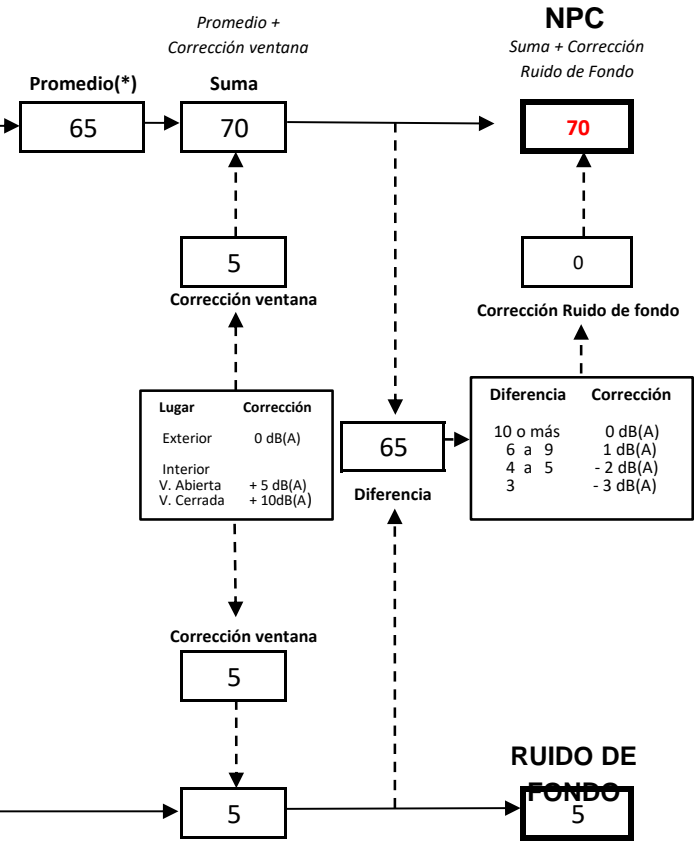 Promedio +
Corrección ventana
NPC
Suma + Corrección
Ruido de Fondo
Promedio(*)
Suma
65
70
70
5
0
Corrección ventana
Corrección Ruido de fondo
Lugar Corrección
Exterior 0 dB(A)
Interior
V. Abierta + 5 dB(A)
V. Cerrada + 10dB(A)
65
Diferencia
Diferencia Corrección
10 o más 0 dB(A)
6 a 9 1 dB(A)
4 a 5 - 2 dB(A)
3 - 3 dB(A)
Corrección ventana
5
5
RUIDO DE
FONDO
5